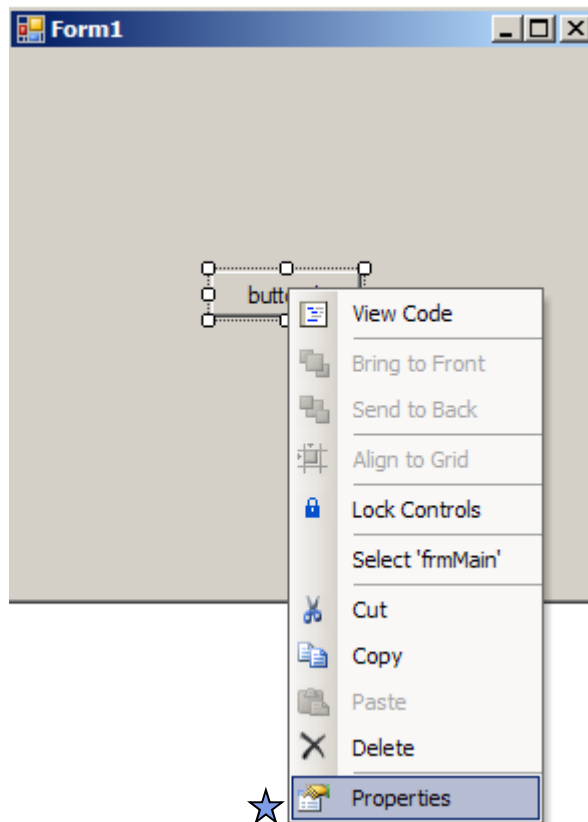 Form1
View Code
Bring to Front
Send to Back
Align to Grid
Lock Controls
Select 'frmMain'
Cut
Copy
Paste
Delete
Properties